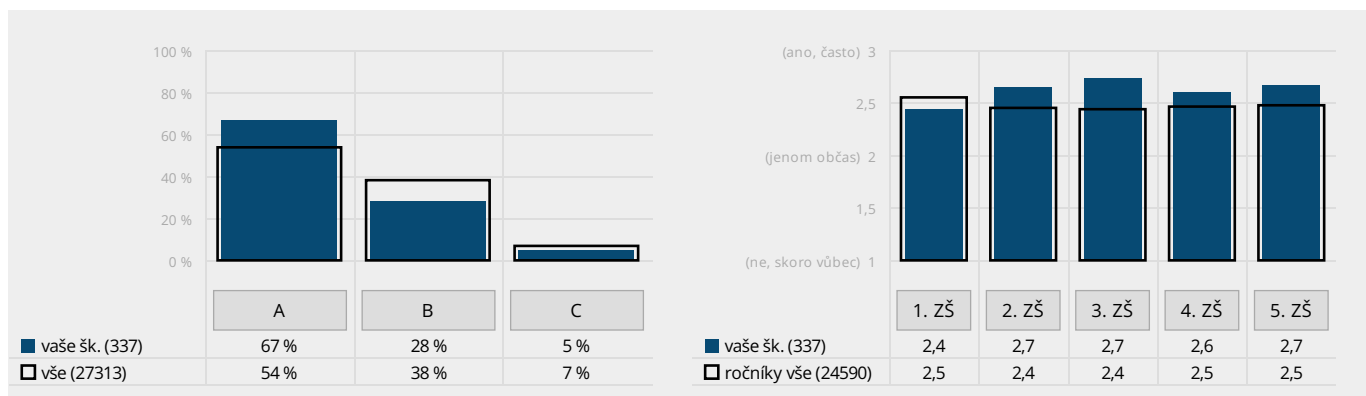 100 %
80 %
60 %
40 %
20 %
0 %
A B C
vaše šk. (337) 67 % 28 % 5 %
vše (27313) 54 % 38 % 7 %
(ano, často) 3
2,5
(jenom občas) 2
1,5
(ne, skoro vůbec) 1
1. ZŠ 2. ZŠ 3. ZŠ 4. ZŠ 5. ZŠ
vaše šk. (337) 2,4 2,7 2,7 2,6 2,7
ročníky vše (24590) 2,5 2,4 2,4 2,5 2,5